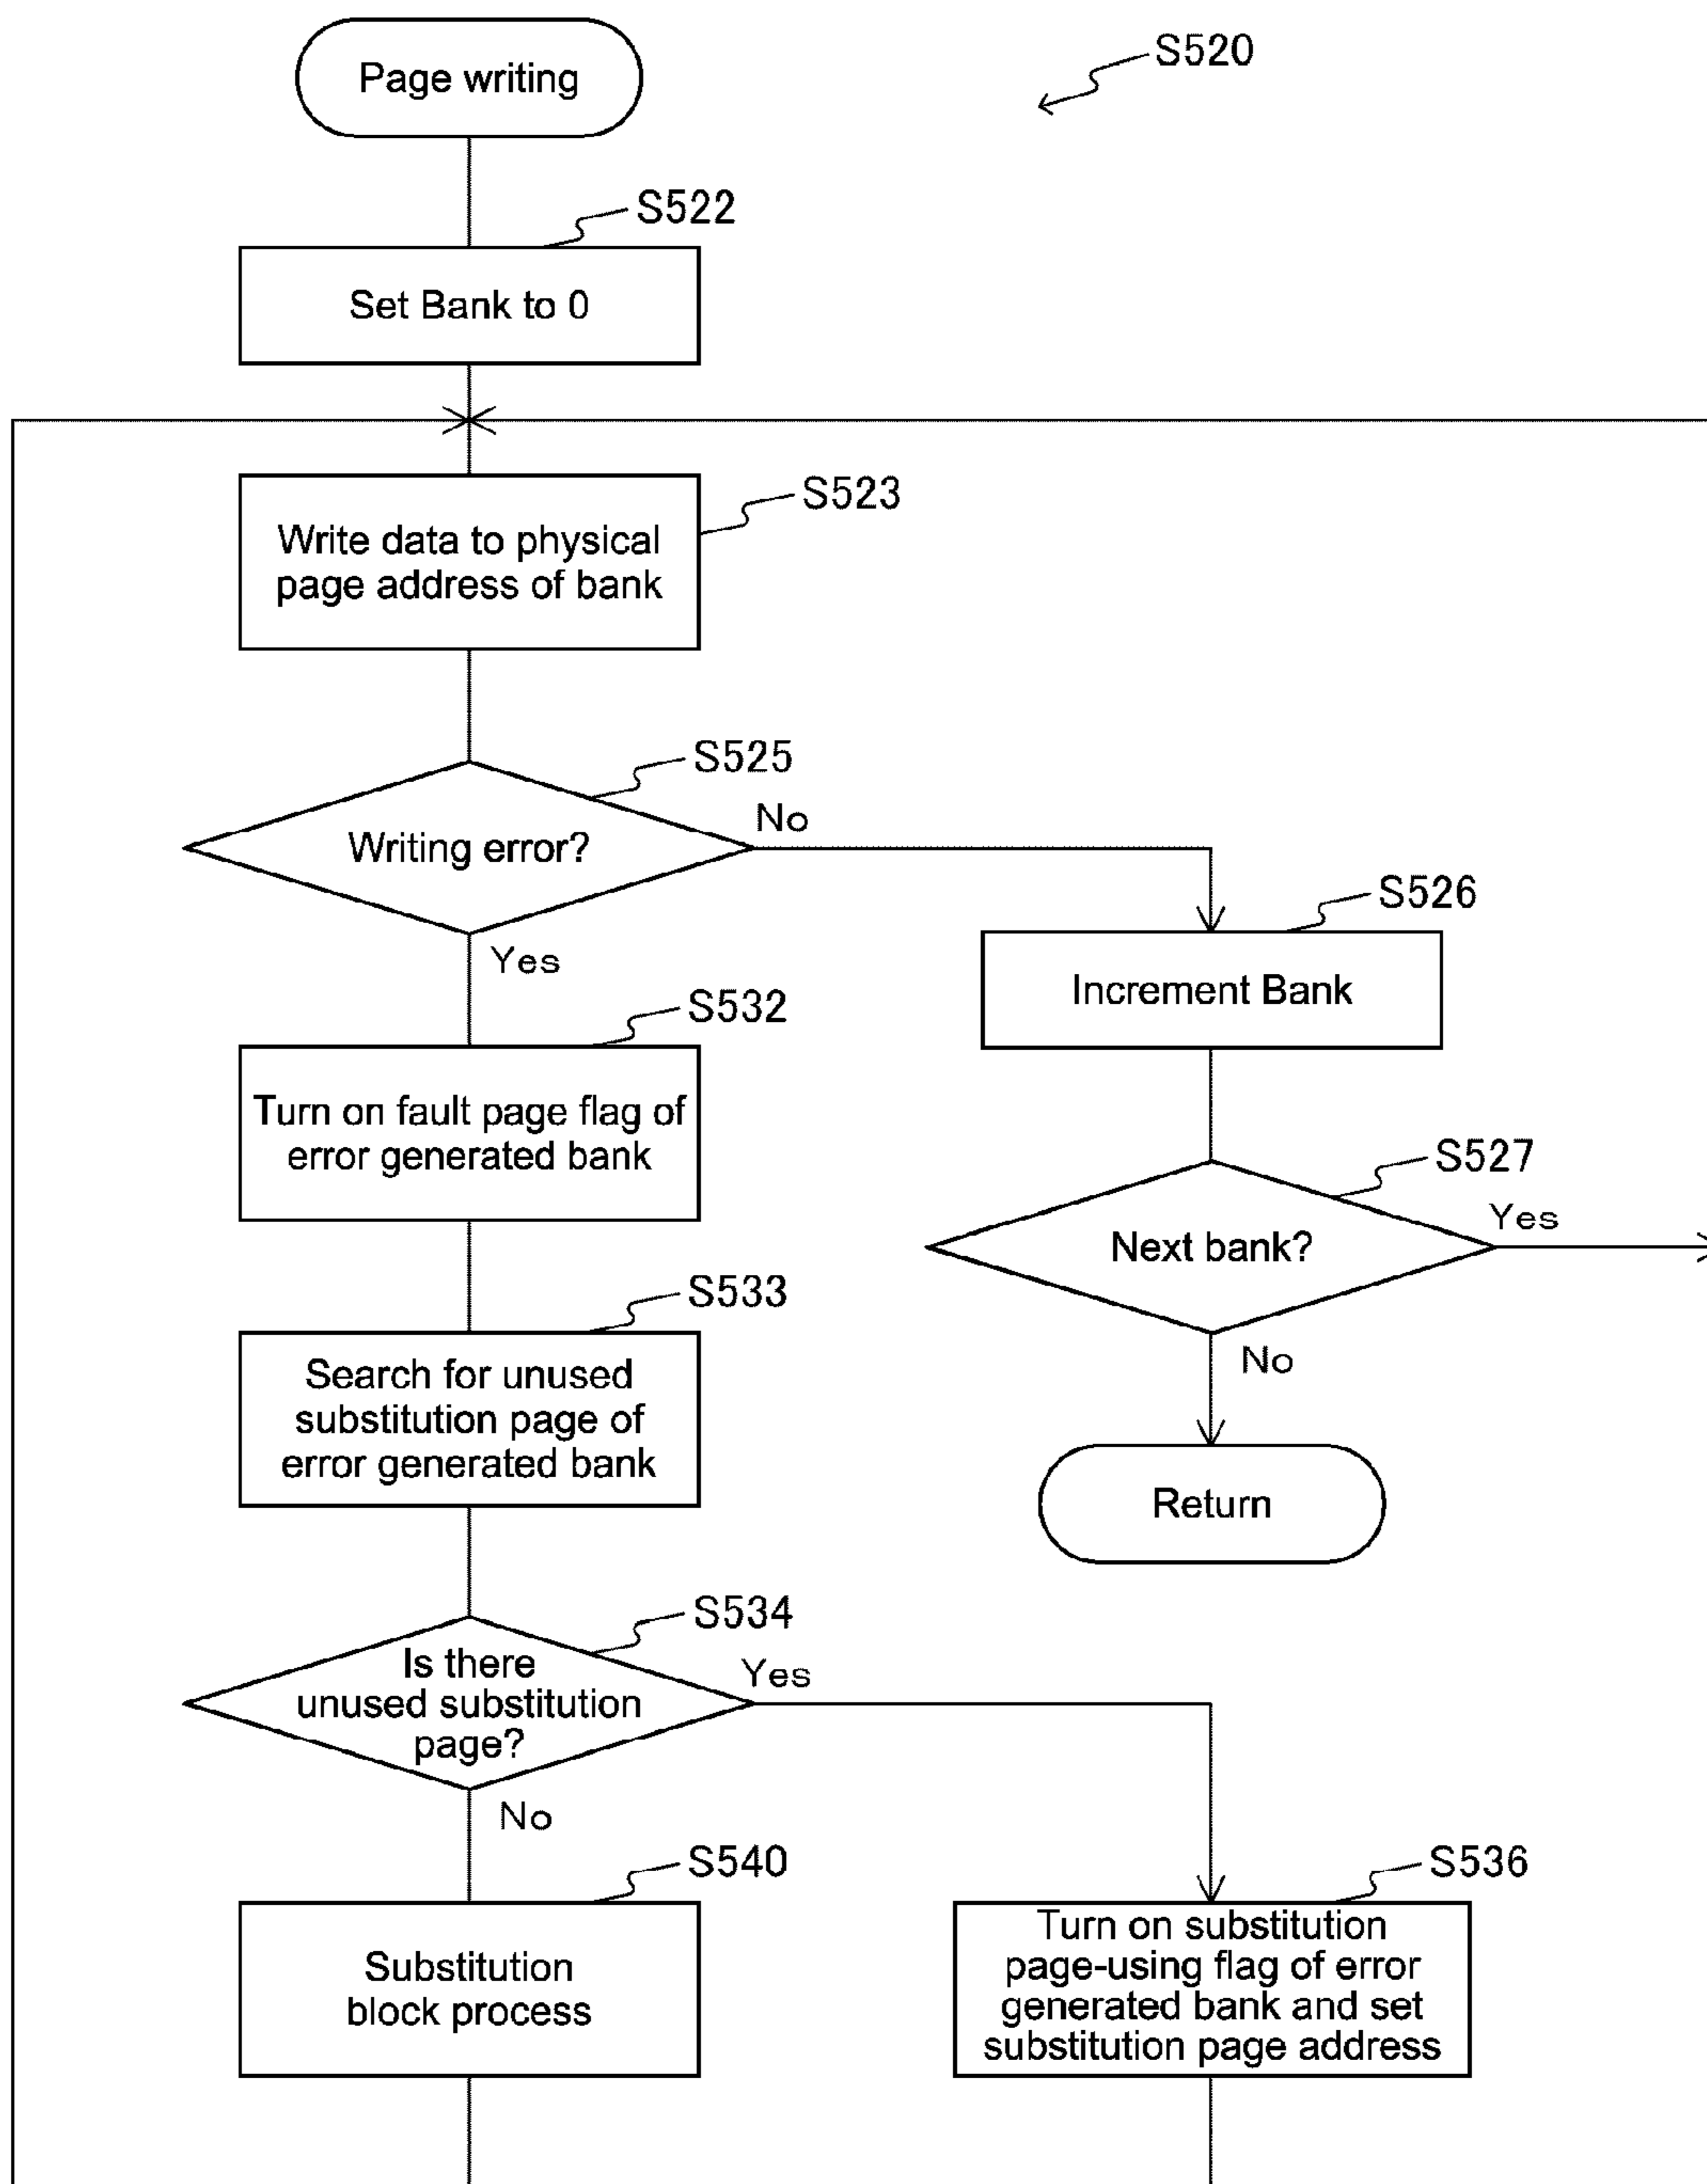 S520
Page writing
S522
Set Bank to 0
S523
Write data to physical
page address of bank
S525
Writing error?
No
Yes
S526
Increment Bank
S532
Turn on fault page flag of
error generated bank
S527
Next bank?
Yes
No
S533
Search for unused
substitution page of
error generated bank
Return
S534
Is there
unused substitution
page?
Yes
No
S540
Substitution
block process
S536
Turn on substitution
page-using flag of error
generated bank and set
substitution page address